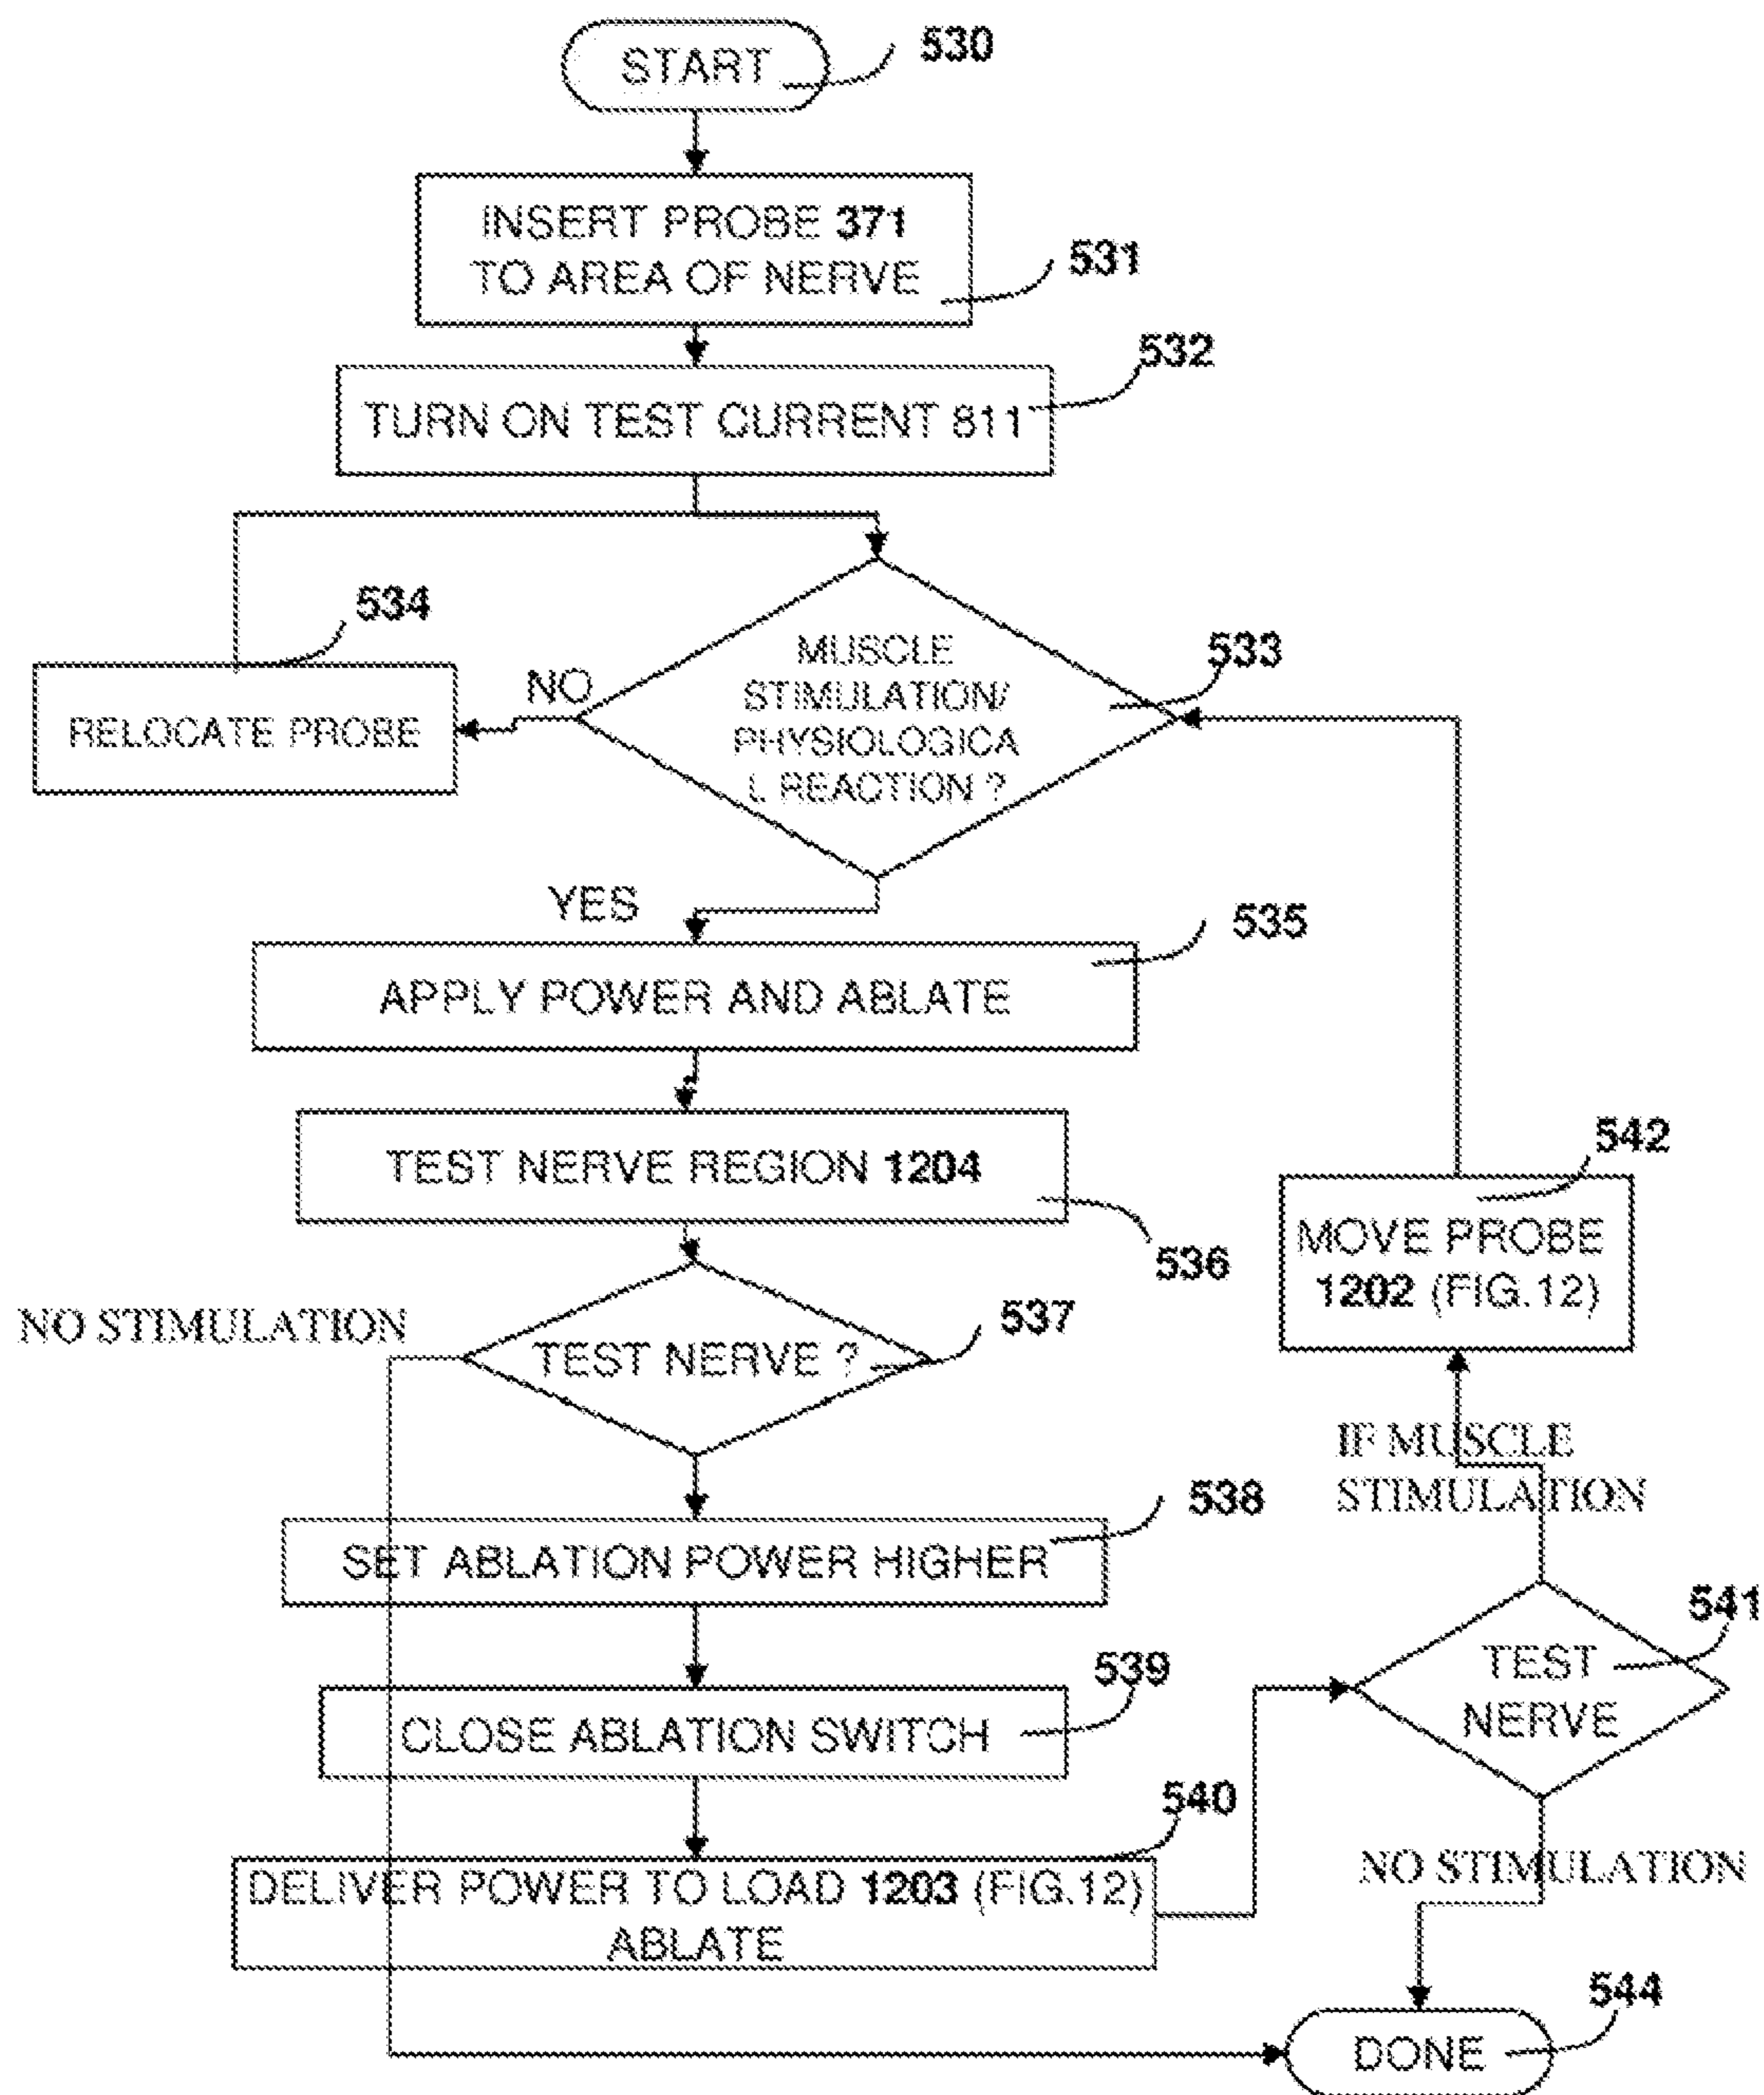 START
530
INSERT PROBE 371
TO AREA OF NERVE
531
532
TURN ON TEST CURRENT 811
534
MUSCLE
STIMULATION/
PHYSIOLOGICA
L REACTION ?
533
NO
RELOCATE PROBE
YES
535
APPLY POWER AND ABLATE
TEST NERVE REGION 1204
536
542
MOVE PROBE
1202 (FIG.12)
NO STIMULATION
TEST NERVE ?
537
IF MUSCLE
STIMULATION
538
SET ABLATION POWER HIGHER
541
TEST
NERVE
539
CLOSE ABLATION SWITCH
540
DELIVER POWER TO LOAD 1203 (FIG.12)
ABLATE
NO STIMULATION
544
DONE